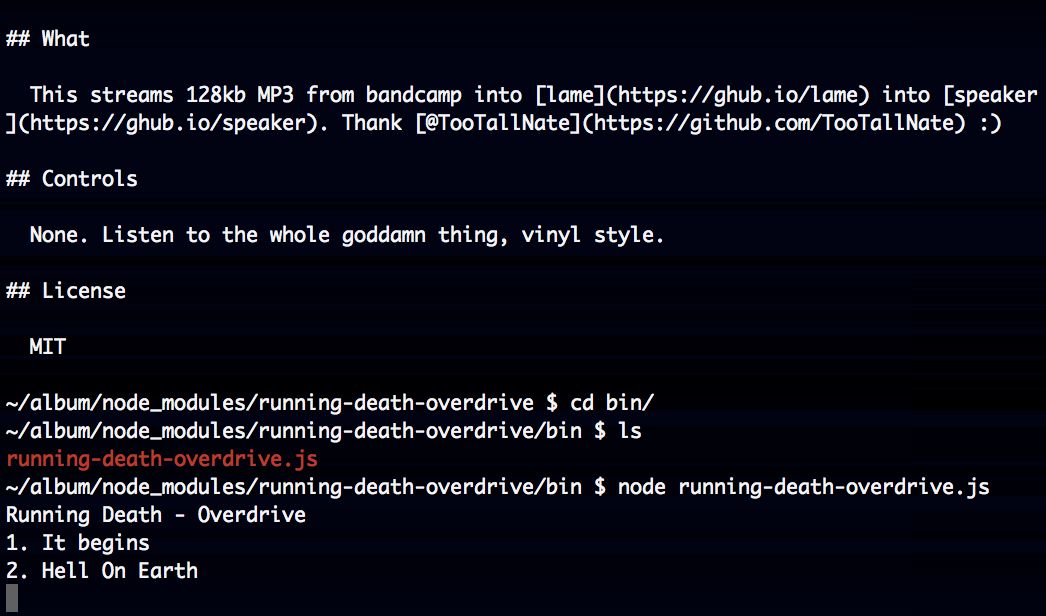 ## What
This streams 128kb MP3 from bandcamp into [lame](https://ghub.io/lame) into [speaker
](https://ghub.io/speaker). Thank [@TooTallNate](https://github.com/TooTallNate) :)
## Controls
None. Listen to the whole goddamn thing, vinyl style.
## License
MIT
~/album/node_modules/running-death-overdrive $ cd bin/
~/album/node_modules/running-death-overdrive/bin $ ls
running-death-overdrive.js
~/album/node_modules/running-death-overdrive/bin $ node running-death-overdrive.js
Running Death - Overdrive
1. It begins
2. Hell On Earth